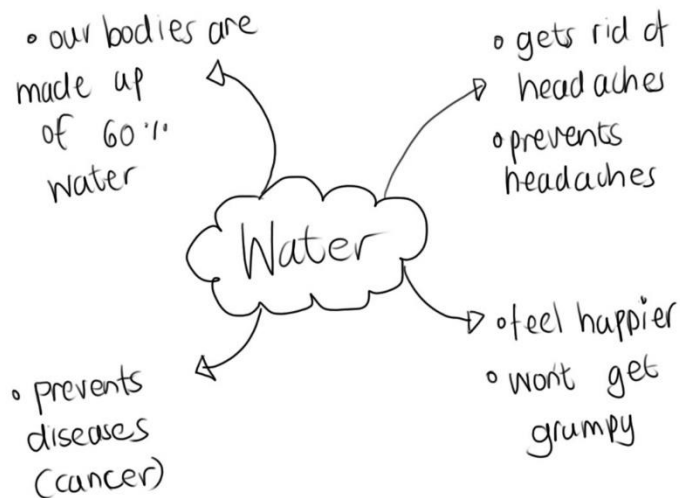 • our bodies are
made up
of 60%
water
• gets rid of
headaches
• prevents
headaches
Water
• feel happier
• won't get
grumpy
• prevents
diseases
(cancer)